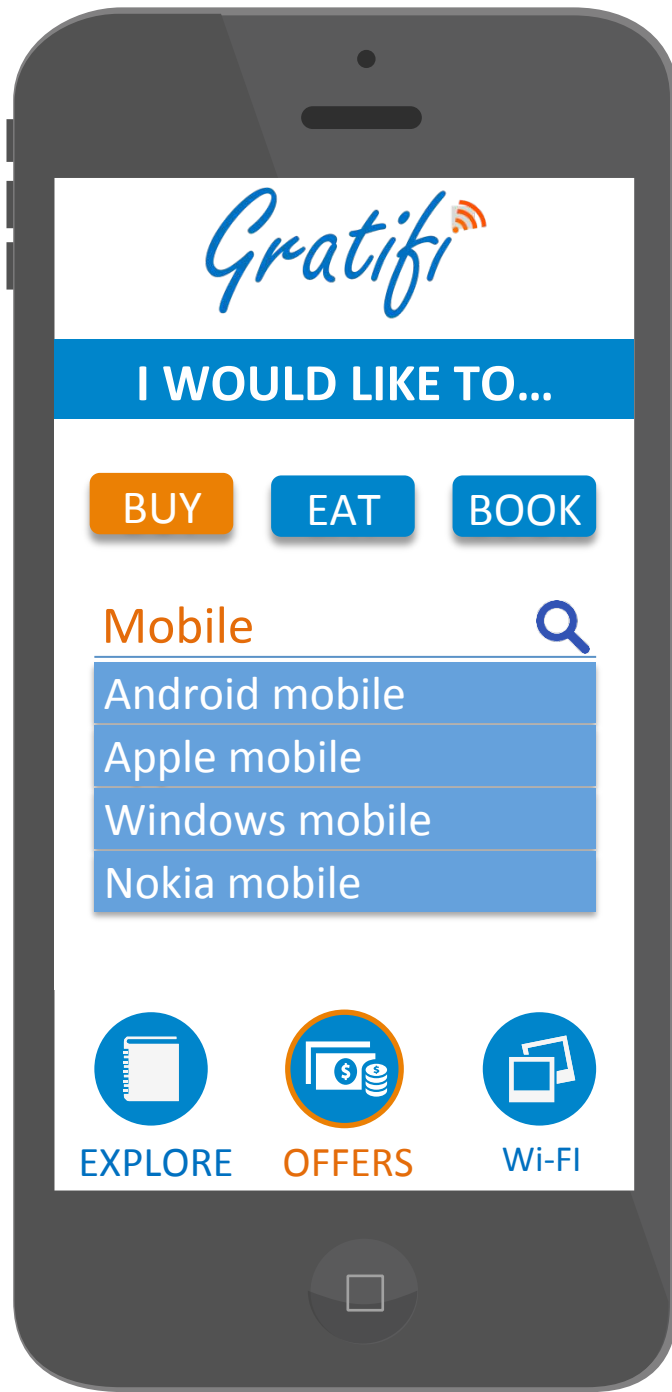 Gratifi
I WOULD LIKE TO...
BUY EAT BOOK
Mobile
Android mobile
Apple mobile
Windows mobile
Nokia mobile
$ $
EXPLORE OFFERS Wi-FI